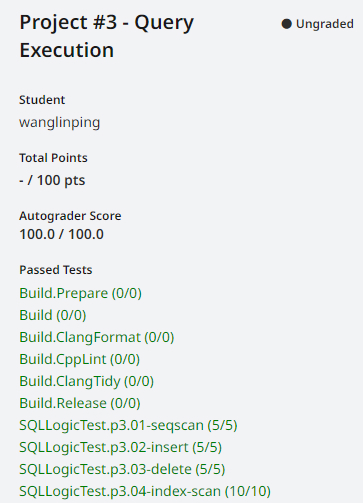 Project #3 - Query
Execution
Ungraded
Student
wanglinping
Total Points
- / 100 pts
Autograder Score
100.0 / 100.0
Passed Tests
Build.Prepare (0/0)
Build (0/0)
Build.ClangFormat (0/0)
Build.CppLint (0/0)
Build.ClangTidy (0/0)
Build.Release (0/0)
SQLLogicTest.p3.01-seqscan (5/5)
SQLLogicTest.p3.02-insert (5/5)
SQLLogicTest.p3.03-delete (5/5)
SQLLogicTest.p3.04-index-scan (10/10)